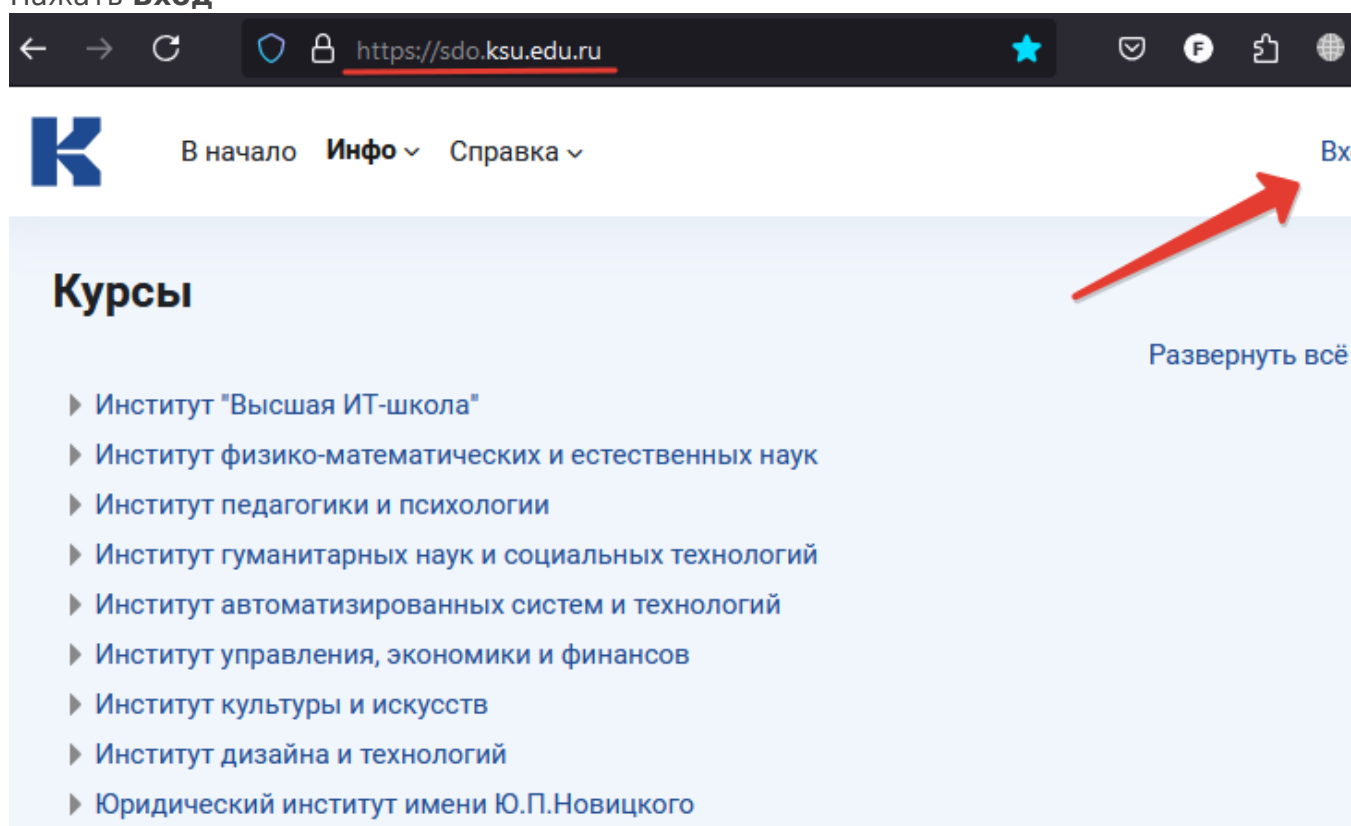 Нажать Вход
https://sdo.ksu.edu.ru
В начало Инфо Справка
Курсы
Развернуть всё
Институт "Высшая ИТ-школа"
Институт физико-математических и естественных наук
Институт педагогики и психологии
Институт гуманитарных наук и социальных технологий
Институт автоматизированных систем и технологий
Институт управления, экономики и финансов
Институт культуры и искусств
Институт дизайна и технологий
Юридический институт имени Ю.П.Новицкого